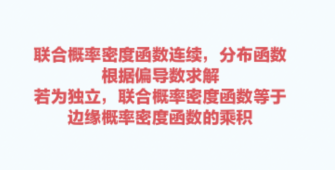 联合概率密度函数连续，分布函数
根据偏导数求解
若为独立，联合概率密度函数等于
边缘概率密度函数的乘积